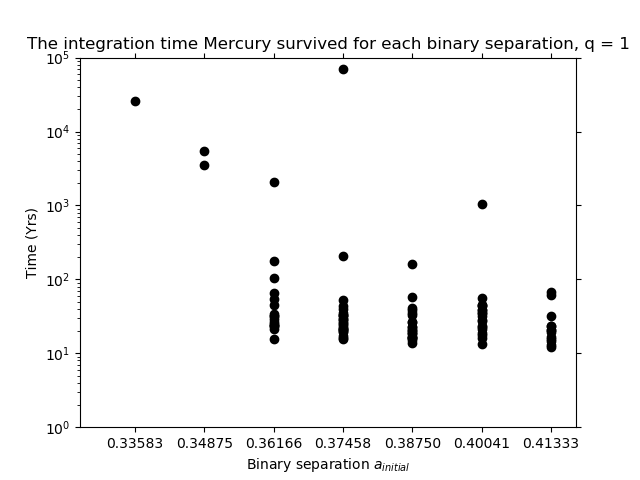 The integration time Mercury survived for each binary separation, q = 1
10^5
10^4
10^3
10^2
10^1
10^0
Time (Yrs)
0.33583 0.34875 0.36166 0.37458 0.38750 0.40041 0.41333
Binary separation a_{initial}